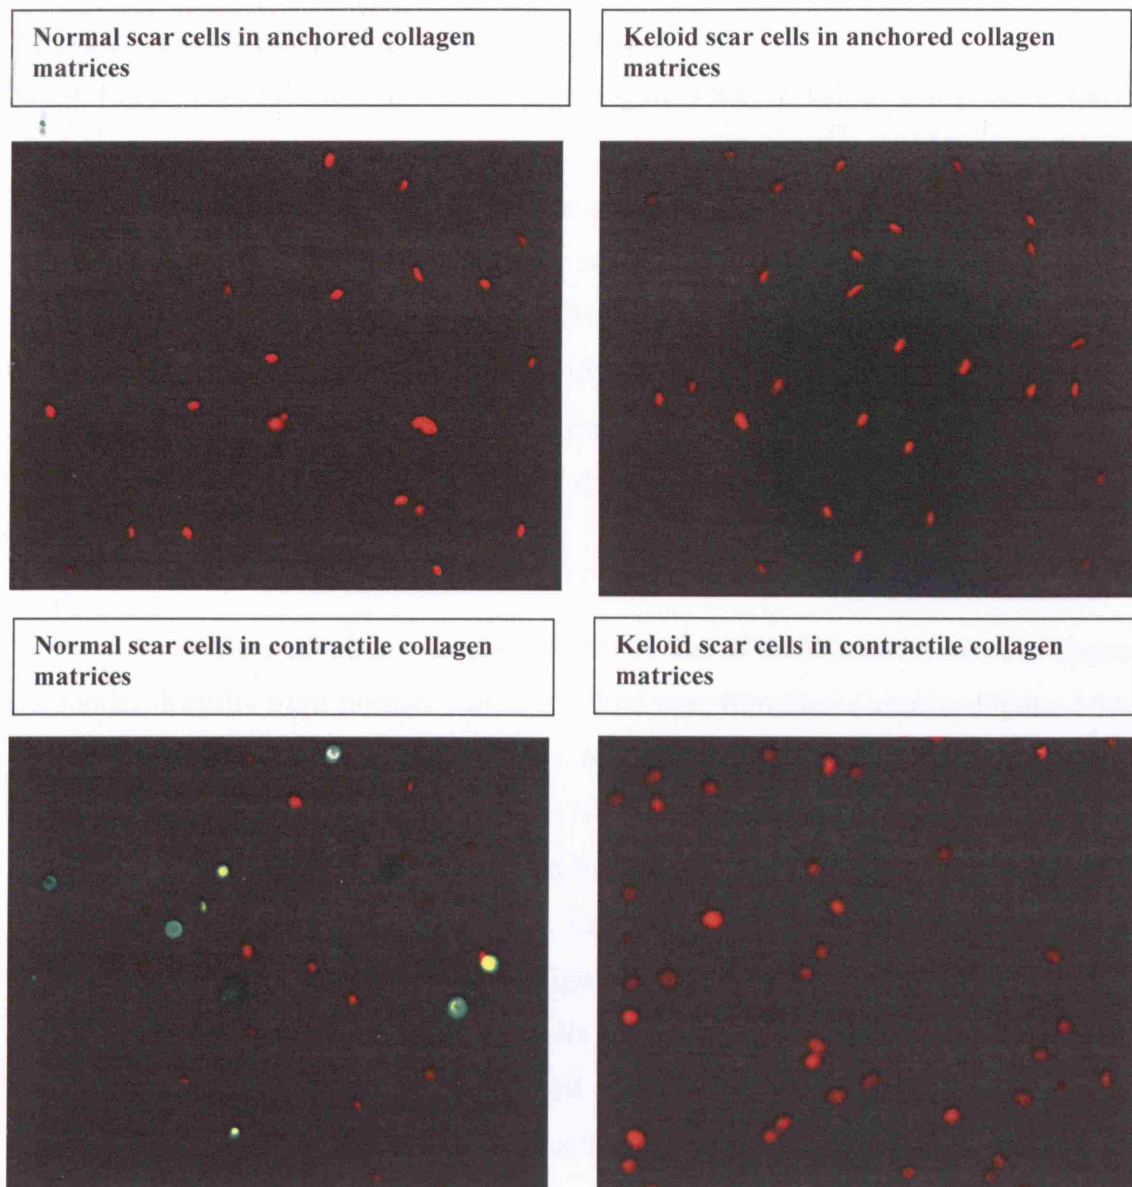 Normal scar cells in anchored collagen
matrices
Keloid scar cells in anchored collagen
matrices
Normal scar cells in contractile collagen
matrices
Keloid scar cells in contractile collagen
matrices